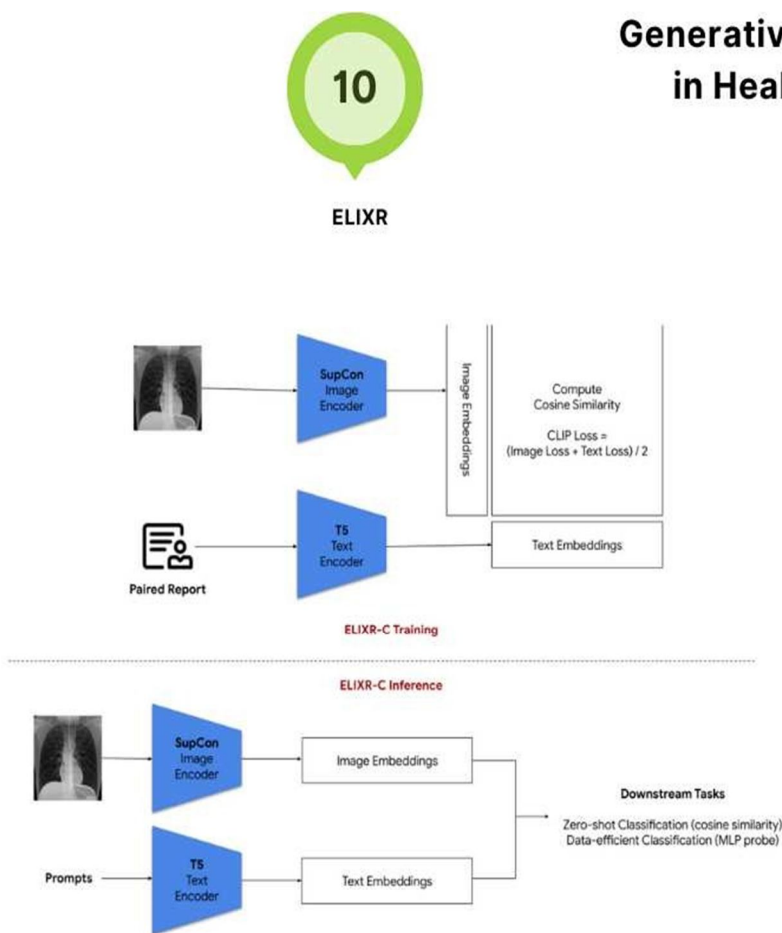 10
Generativ
in Heal
ELIXR
SupCon
Image
Encoder
Image Embeddings
Compute
Cosine Similarity
CLIP Loss =
(Image Loss + Text Loss) / 2
T5
Text
Encoder
Text Embeddings
Paired Report
ELIXR-C Training
ELIXR-C Inference
SupCon
Image
Encoder
Image Embeddings
Downstream Tasks
Zero-shot Classification (cosine similarity)
Data-efficient Classification (MLP probe)
Prompts
T5
Text
Encoder
Text Embeddings